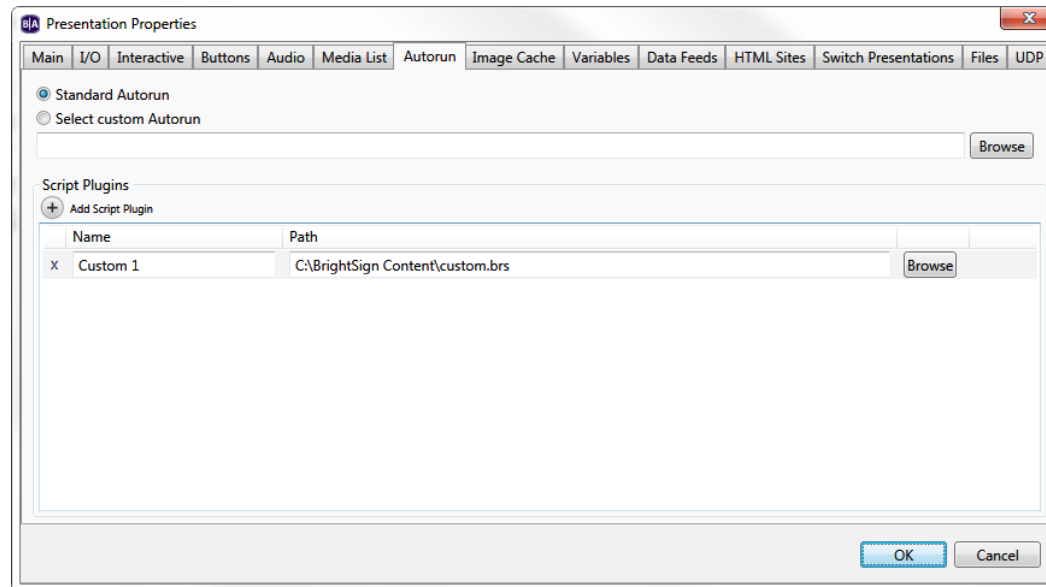 B|A Presentation Properties
Main I/O Interactive Buttons Audio Media List Autorun Image Cache Variables Data Feeds HTML Sites Switch Presentations Files UDP
Standard Autorun
Select custom Autorun
Browse
Script Plugins
+ Add Script Plugin
Name Path
x Custom 1 C:\BrightSign Content\custom.brs Browse
OK Cancel